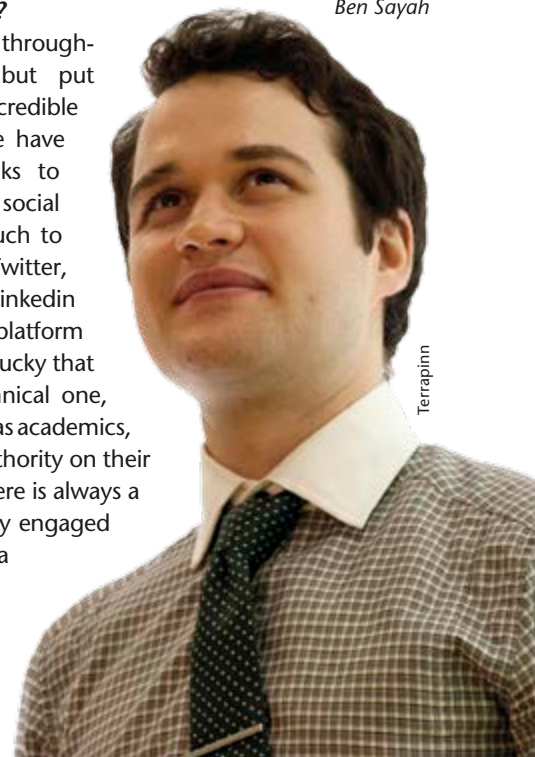 ?
Ben Sayah
through-
but put
credible
e have
ks to
social
uch to
Twitter,
inkedin
platform
ucky that
nnical one,
as academics,
thority on their
ere is always a
y engaged
a
Terrapinn